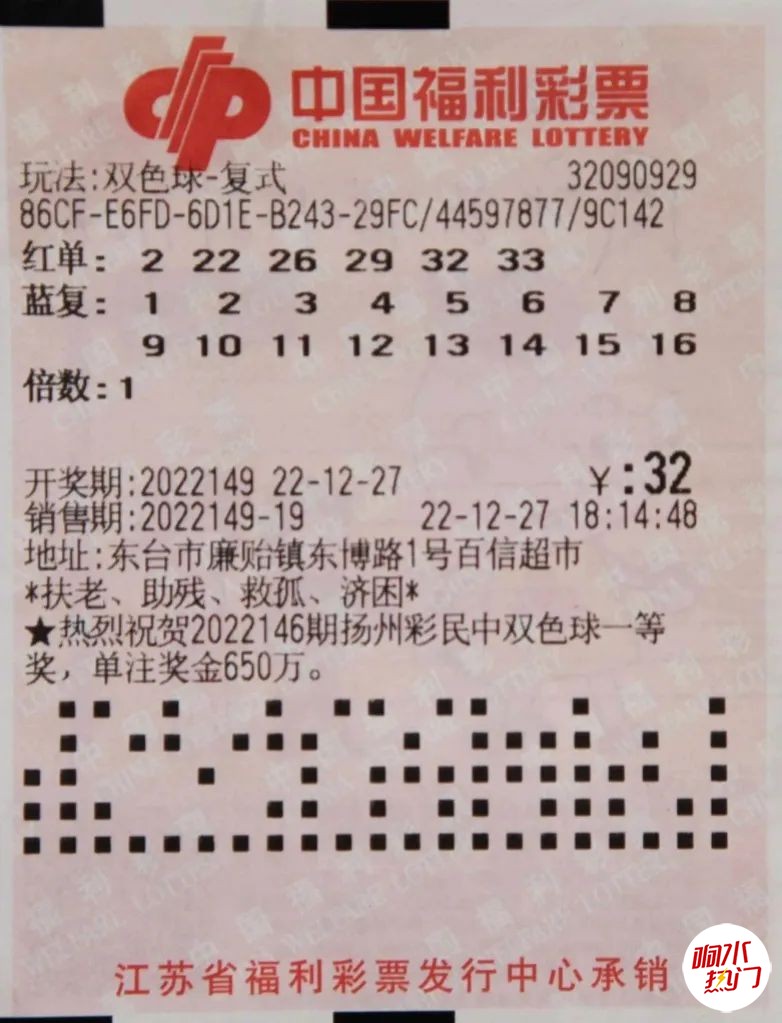 中国福利彩票
CHINA WELFARE LOTTERY
玩法:双色球-复式 32090929
86CF-E6FD-6D1E-B243-29FC/44597877/9C142
红单: 2 22 26 29 32 33
蓝复: 1 2 3 4 5 6 7 8
9 10 11 12 13 14 15 16
倍数:1
开奖期:2022149 22-12-27 ¥:32
销售期:2022149-19 22-12-27 18:14:48
地址:东台市廉贻镇东博路1号百信超市
*扶老、助残、救孤、济困*
★热烈祝贺2022146期扬州彩民中双色球一等
奖，单注奖金650万。
江苏省福利彩票发行中心承销
响水
热门